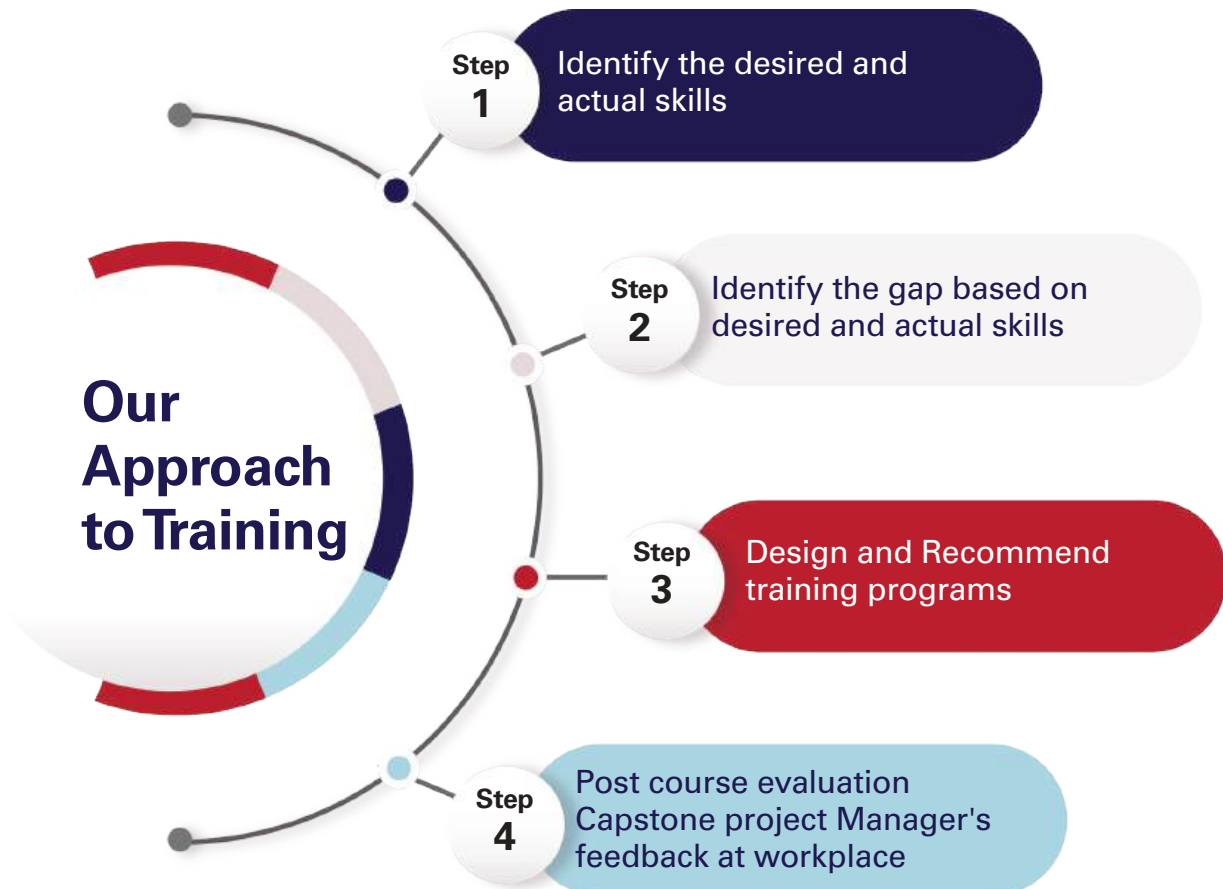 Our
Approach
to Training
Step
1
Identify the desired and
actual skills
Step
2
Identify the gap based on
desired and actual skills
Step
3
Design and Recommend
training programs
Step
4
Post course evaluation
Capstone project Manager's
feedback at workplace